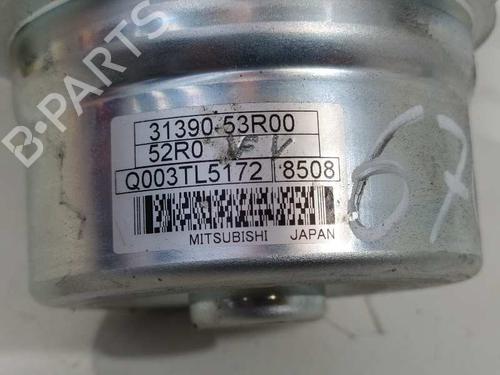 31390-53R00
52R0
Q003TL5172 8508
MITSUBISHI JAPAN
67
B-PARTS